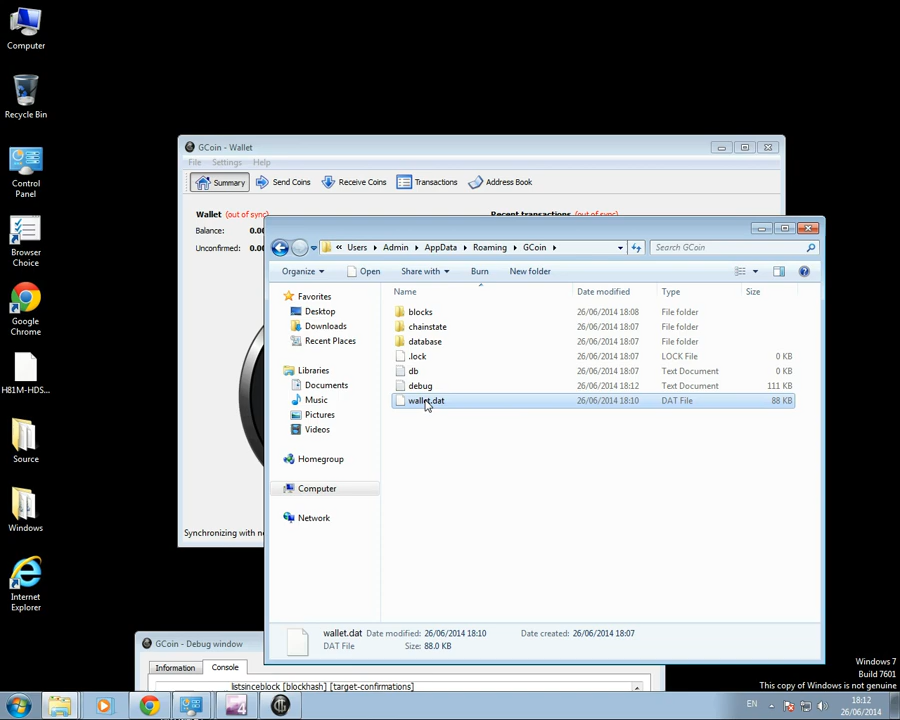 Computer
Recycle Bin
Control Panel
Browser Choice
Google Chrome
H81M-HDS...
Source
Windows
Internet Explorer
GCoin - Wallet
File Settings Help
Summary Send Coins Receive Coins Transactions Address Book
Wallet (out of sync) Recent transactions (out of sync)
Balance: 0.00
Unconfirmed: 0.00
Synchronizing with ne
« Users Admin AppData Roaming GCoin Search GCoin
Organize Open Share with Burn New folder
Favorites
Desktop
Downloads
Recent Places
Libraries
Documents
Music
Pictures
Videos
Homegroup
Computer
Network
Name Date modified Type Size
blocks 26/06/2014 18:08 File folder
chainstate 26/06/2014 18:07 File folder
database 26/06/2014 18:07 File folder
.lock 26/06/2014 18:07 LOCK File 0 KB
db 26/06/2014 18:07 Text Document 0 KB
debug 26/06/2014 18:12 Text Document 111 KB
wallet.dat 26/06/2014 18:10 DAT File 88 KB
wallet.dat Date modified: 26/06/2014 18:10 Date created: 26/06/2014 18:07
DAT File Size: 88.0 KB
GCoin - Debug window
Information Console
listsinceblock [blockhash] [target-confirmations]
Windows 7
Build 7601
This copy of Windows is not genuine
EN 18:12
26/06/2014